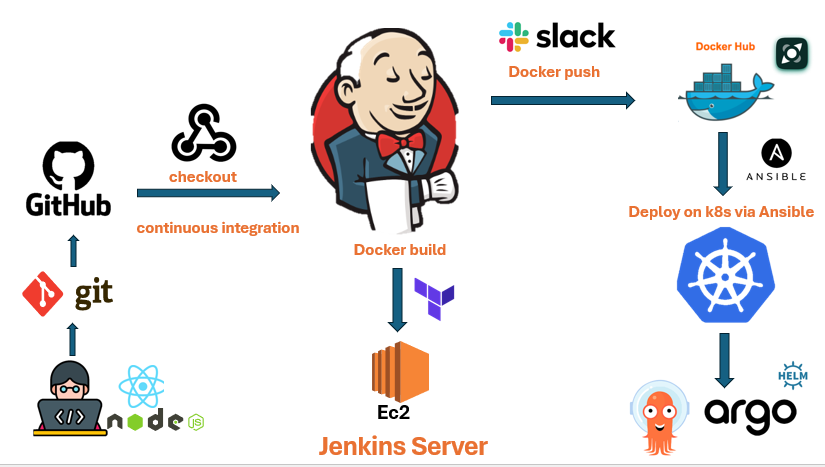 slack
Docker push
Docker Hub
ANSIBLE
Deploy on k8s via Ansible
GitHub
checkout
continuous integration
Docker build
git
</>
node
JS
Ec2
Jenkins Server
HELM
argo